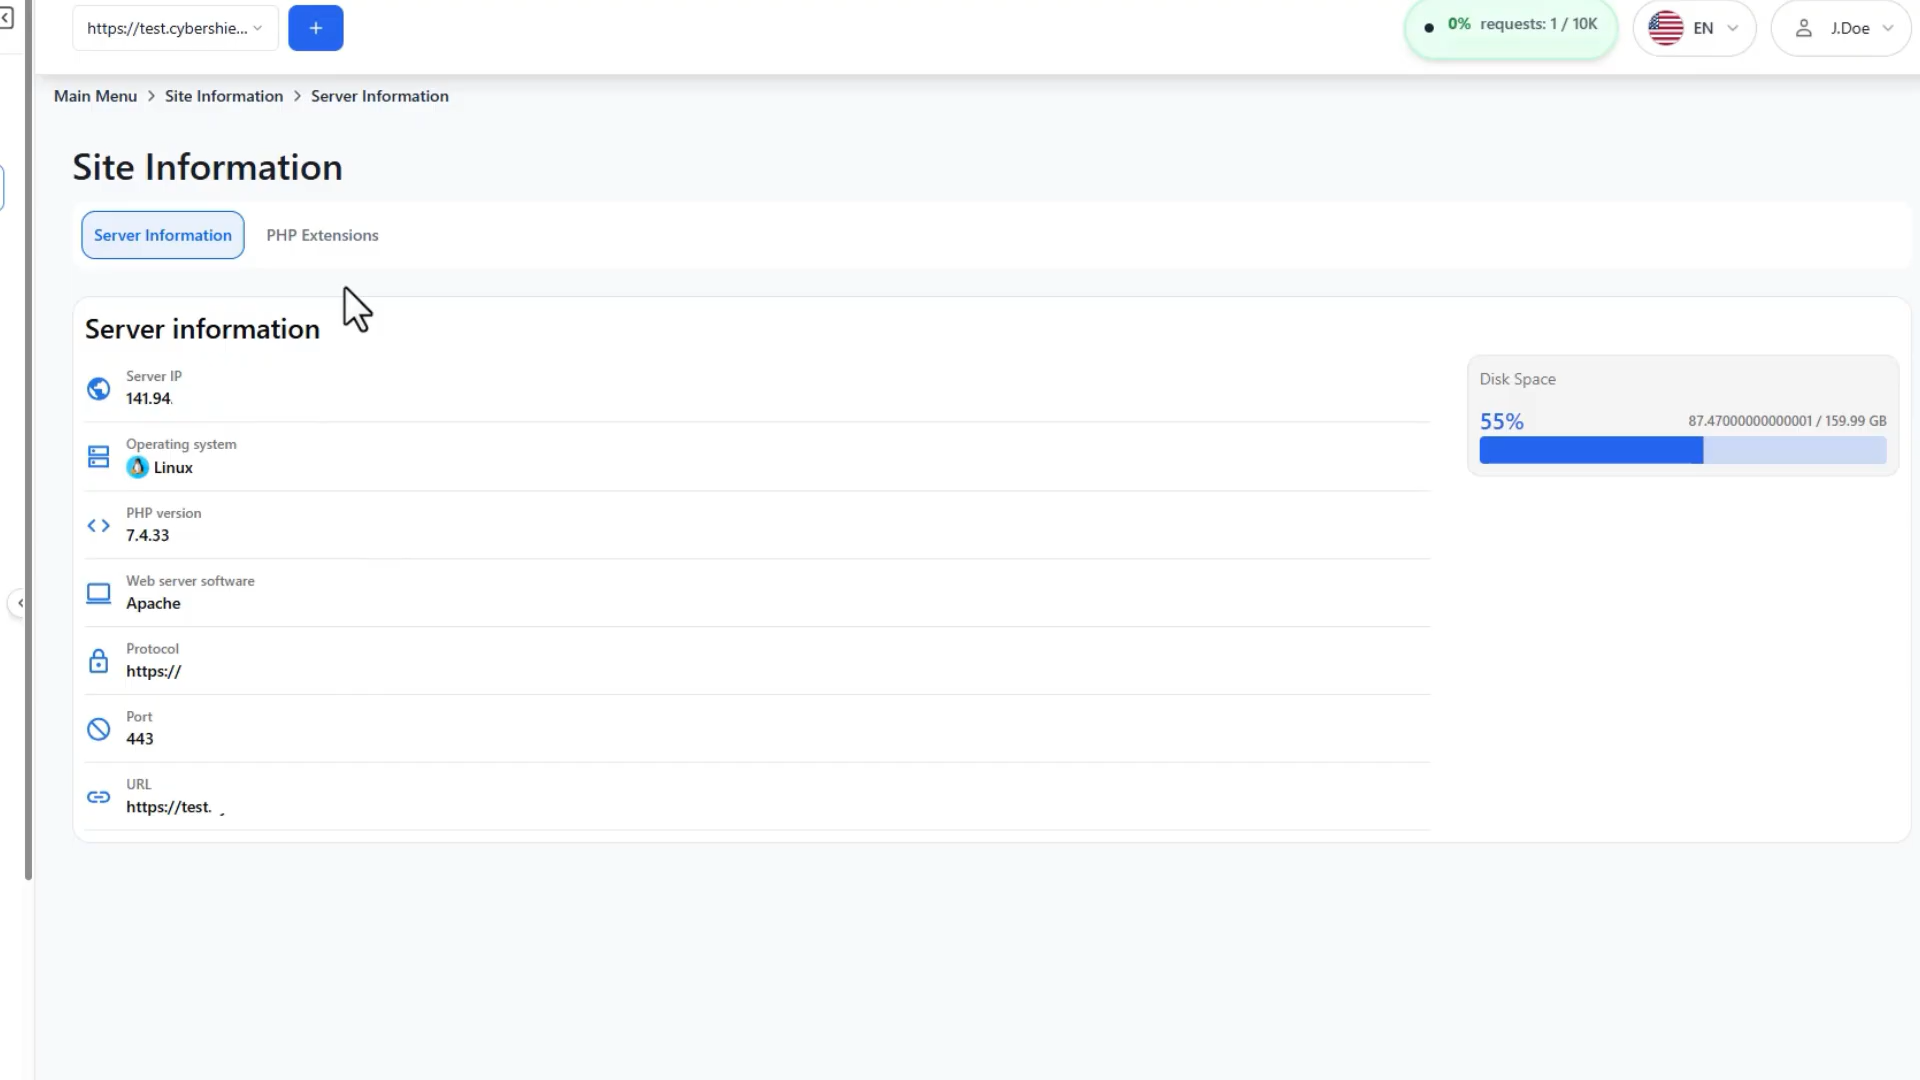 https://test.cybershie...
+
0% requests: 1 / 10K
EN
J.Doe
Main Menu > Site Information > Server Information
Site Information
Server Information
PHP Extensions
Server information
Server IP
141.94.
Operating system
Linux
PHP version
7.4.33
Web server software
Apache
Protocol
https://
Port
443
URL
https://test.
Disk Space
55%
87.47000000000001 / 159.99 GB